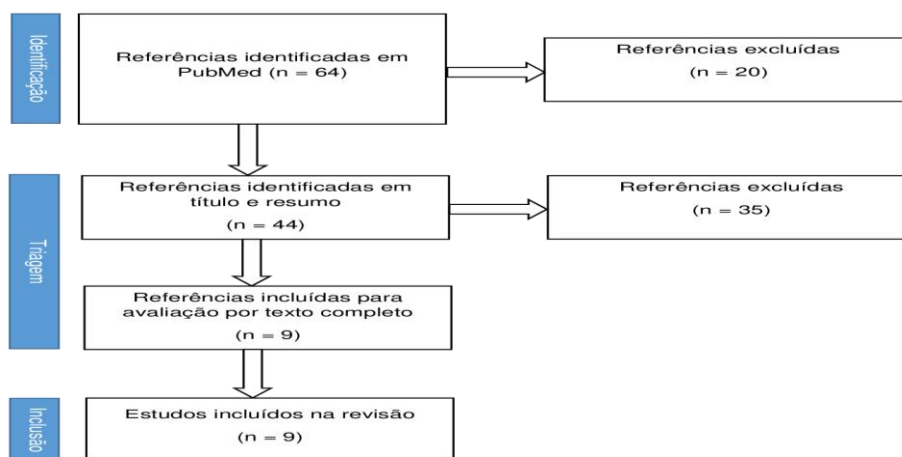 Identificação
Referências identificadas em
PubMed (n = 64)
Referências excluídas
(n = 20)
Triagem
Referências identificadas em
título e resumo
(n = 44)
Referências excluídas
(n = 35)
Referências incluídas para
avaliação por texto completo
(n = 9)
Inclusão
Estudos incluídos na revisão
(n = 9)